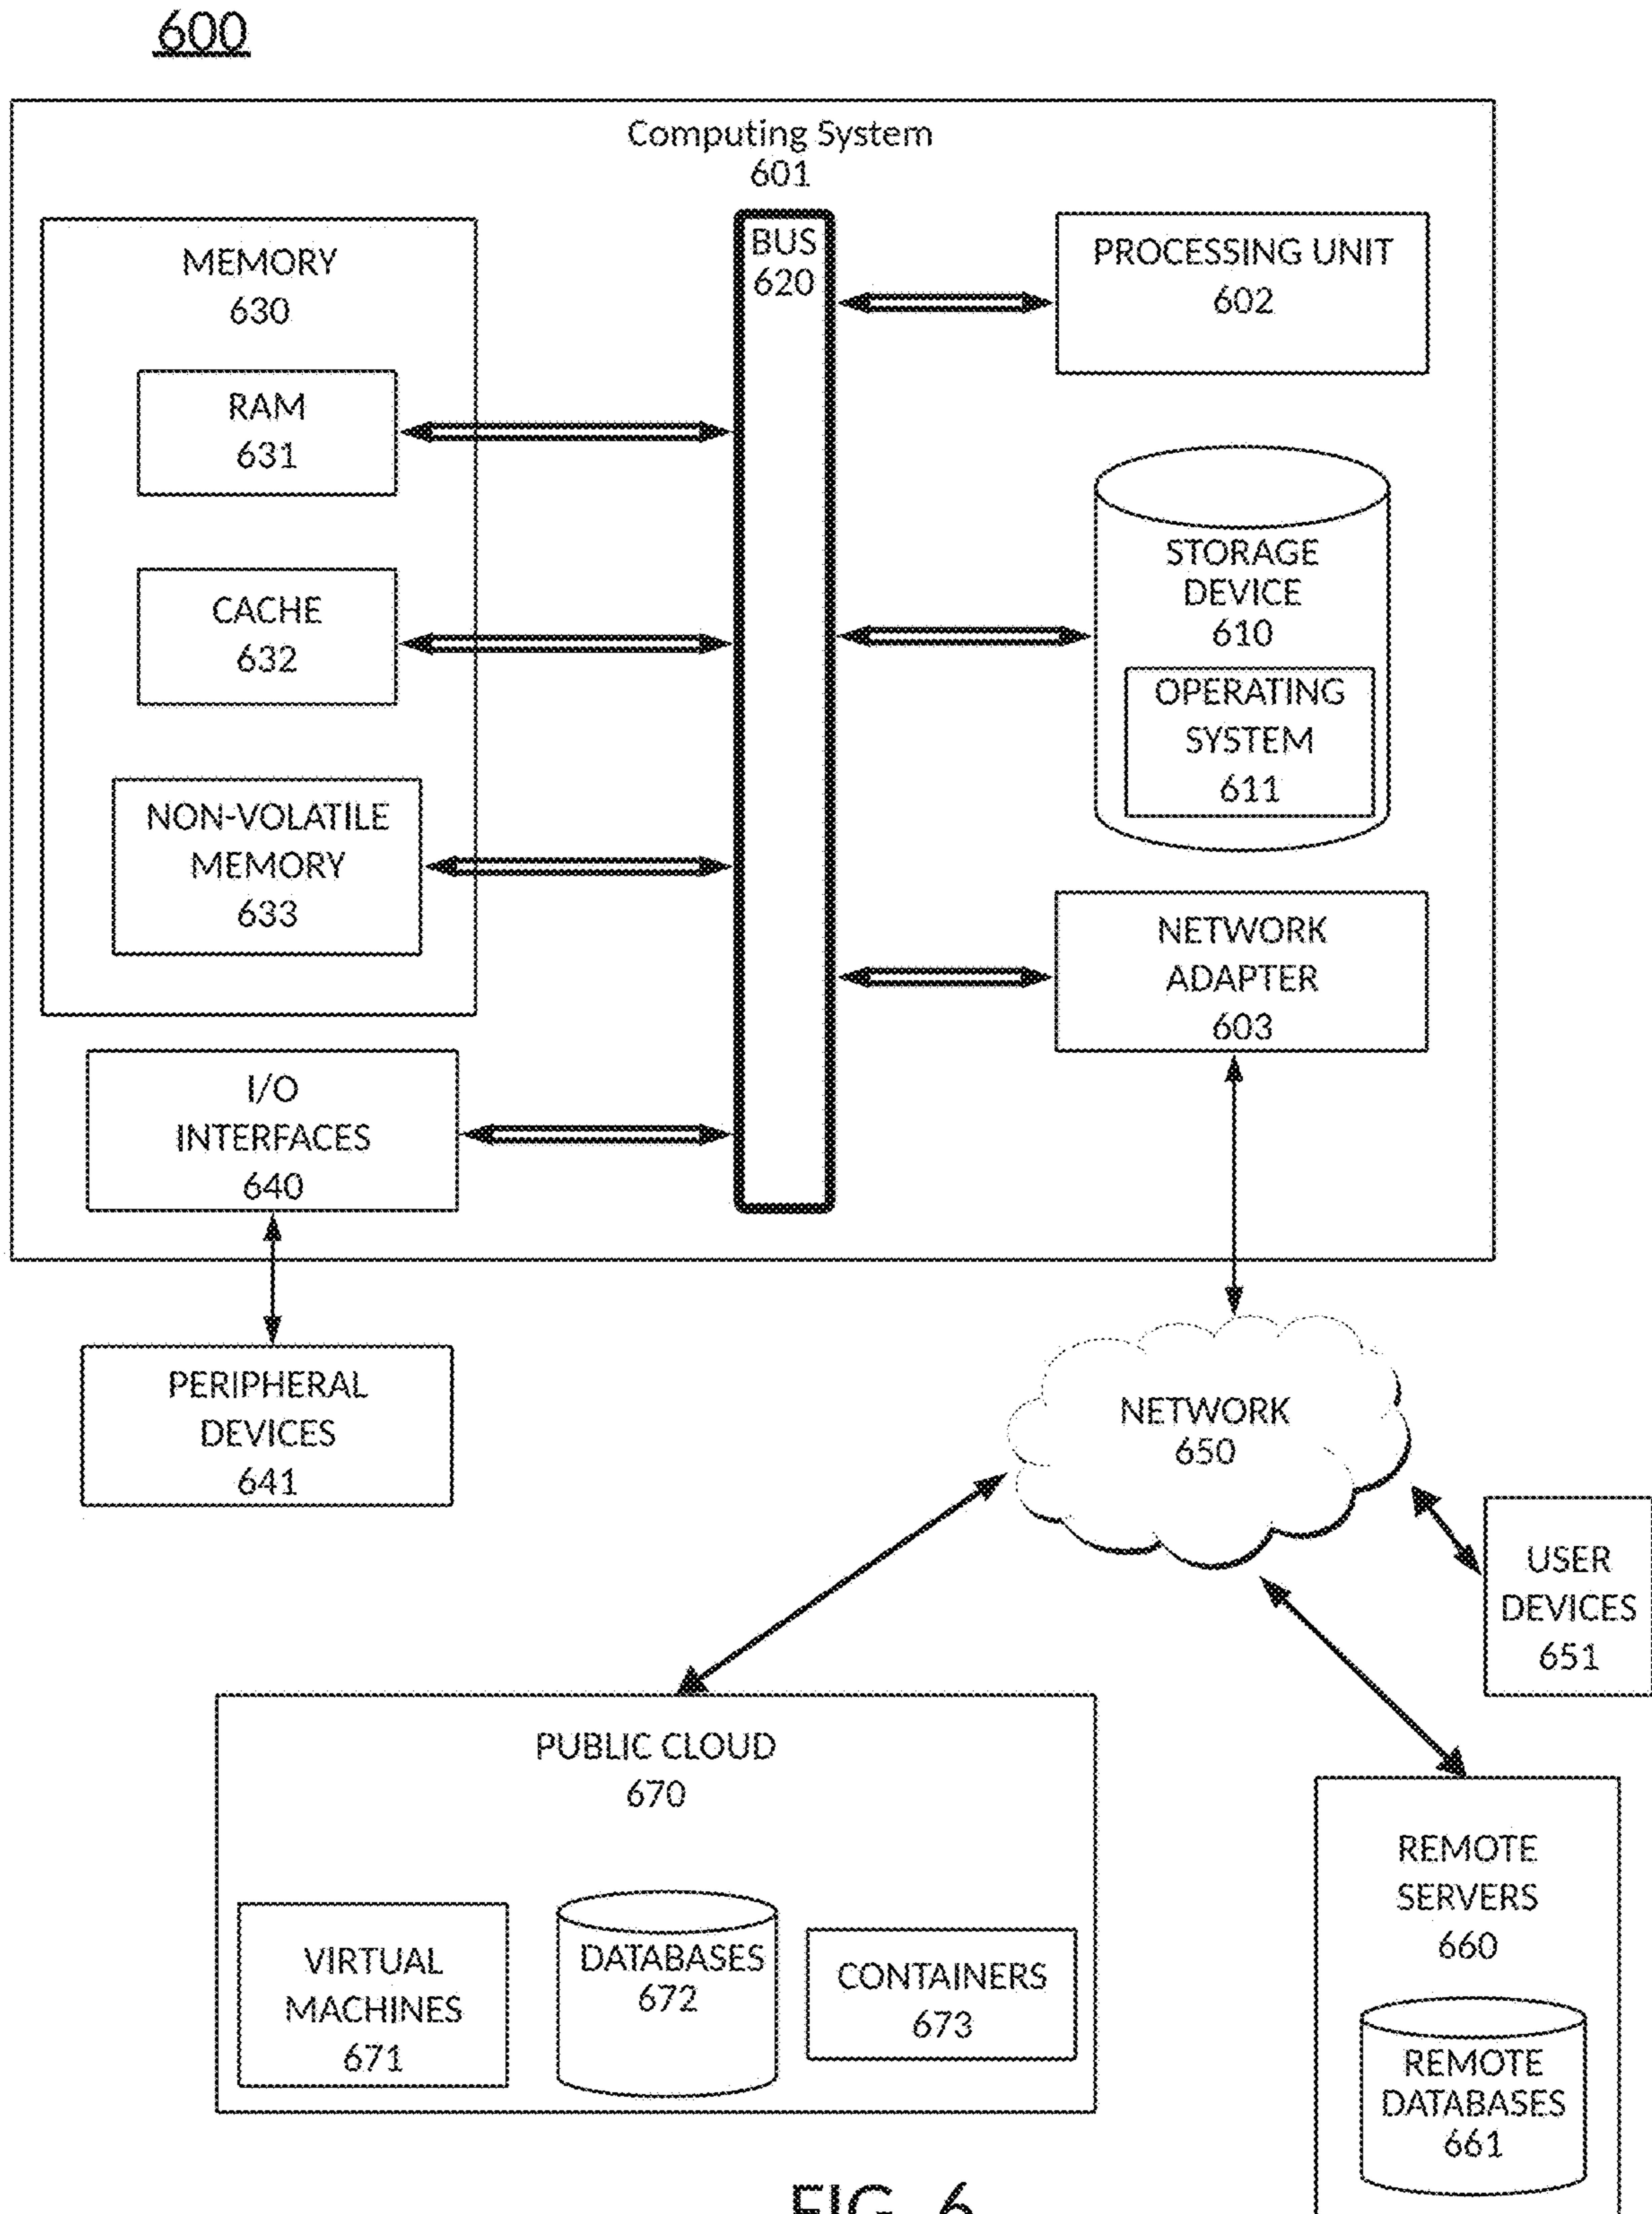 600
Computing System
601
MEMORY
630
RAM
631
CACHE
632
NON-VOLATILE
MEMORY
633
I/O
INTERFACES
640
BUS
620
PROCESSING UNIT
602
STORAGE
DEVICE
610
OPERATING
SYSTEM
611
NETWORK
ADAPTER
603
PERIPHERAL
DEVICES
641
NETWORK
650
USER
DEVICES
651
PUBLIC CLOUD
670
VIRTUAL
MACHINES
671
DATABASES
672
CONTAINERS
673
REMOTE
SERVERS
660
REMOTE
DATABASES
661
FIG. 6